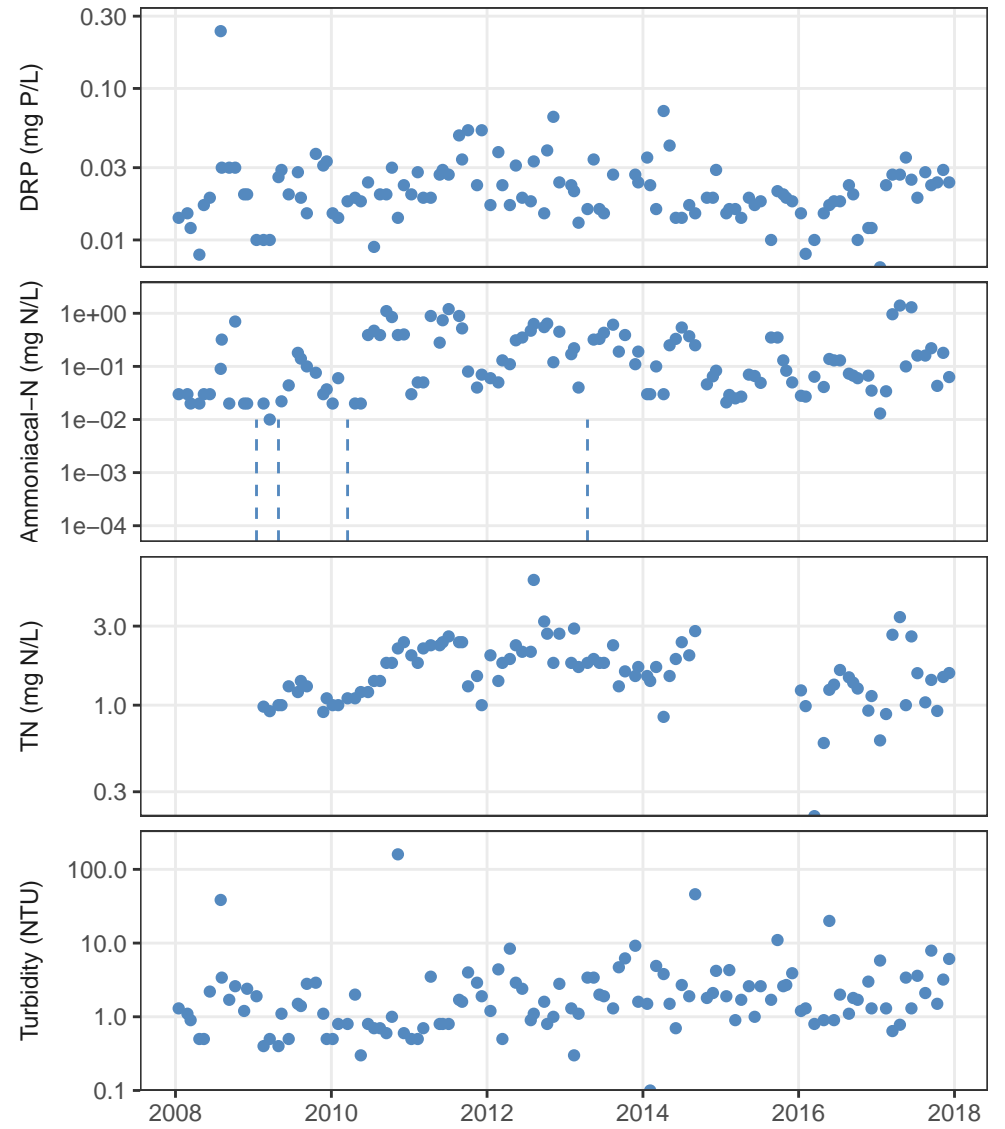 DRP (mg P/L)
0.30
0.10
0.03
0.01
Ammoniacal−N (mg N/L)
1e+00
1e−01
1e−02
1e−03
1e−04
TN (mg N/L)
3.0
1.0
0.3
Turbidity (NTU)
100.0
10.0
1.0
0.1
2008 2010 2012 2014 2016 2018